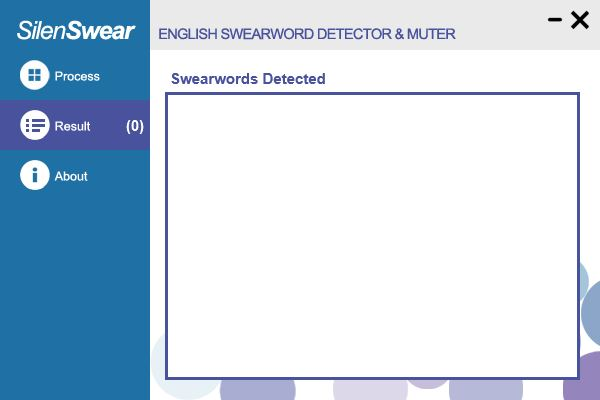 SilenSwear
ENGLISH SWEARWORD DETECTOR & MUTER
Process
Result (0)
About
Swearwords Detected